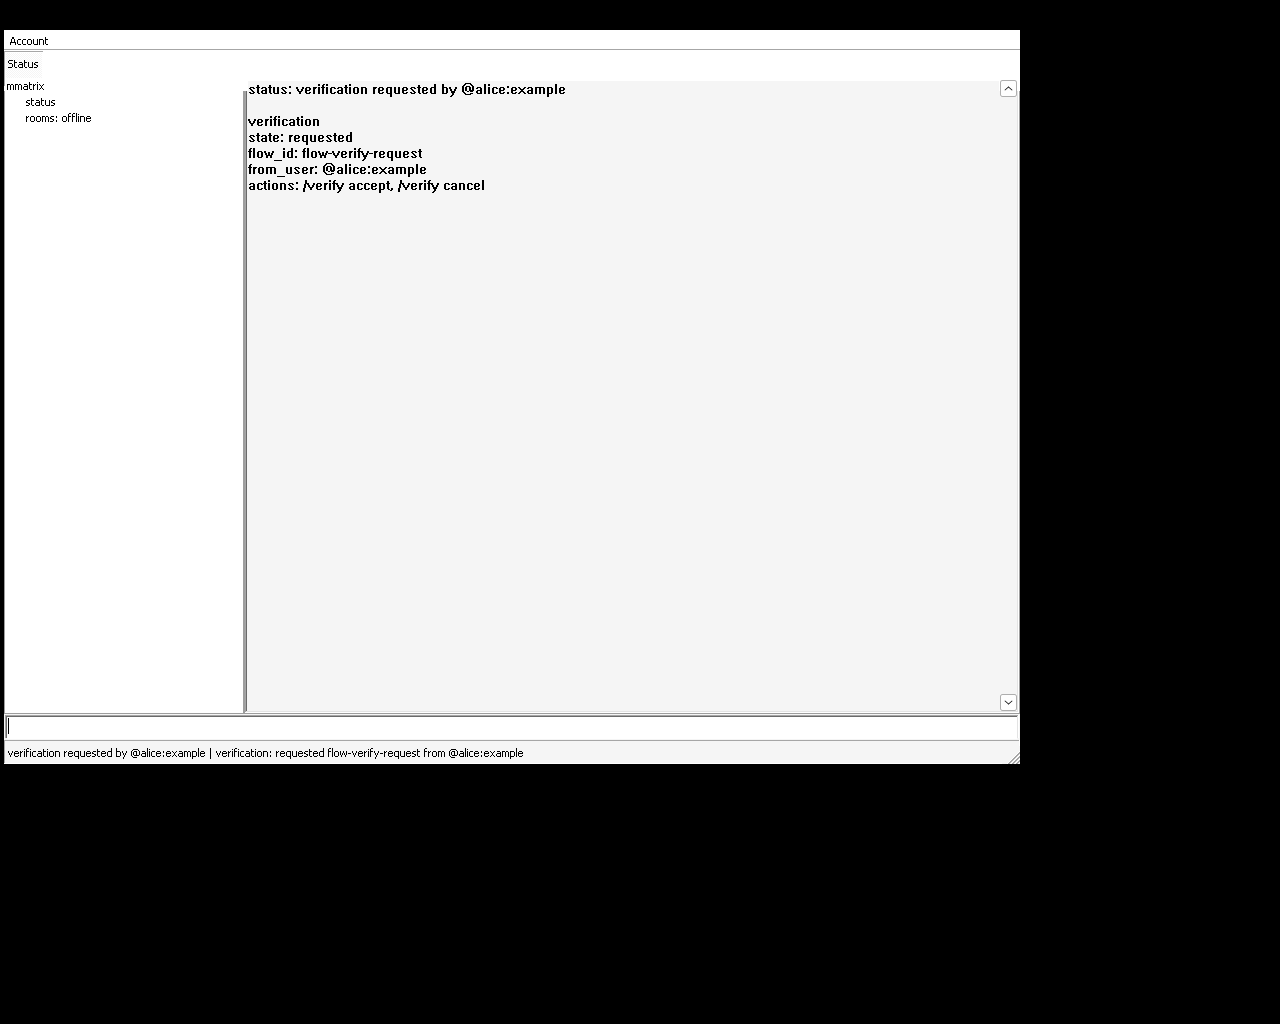 Account
Status
mmatrix
status
rooms: offline
status: verification requested by @alice:example
verification
state: requested
flow_id: flow-verify-request
from_user: @alice:example
actions: /verify accept, /verify cancel
verification requested by @alice:example | verification: requested flow-verify-request from @alice:example